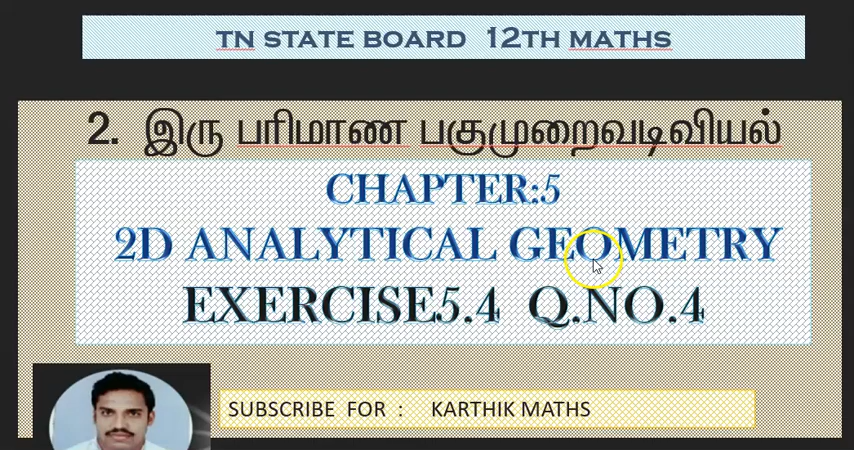 TN STATE BOARD 12TH MATHS
2. இரு பரிமாண பகுமுறைவடிவியல்
CHAPTER:5
2D ANALYTICAL GEOMETRY
EXERCISE5.4 Q.NO.4
SUBSCRIBE FOR : KARTHIK MATHS